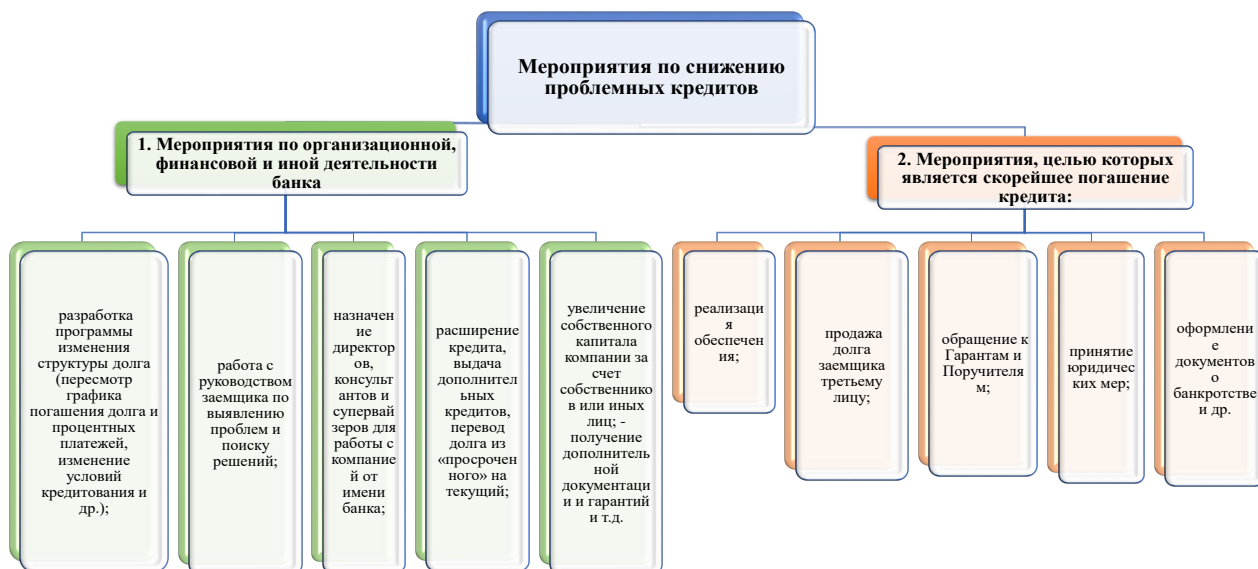 Мероприятия по снижению
проблемных кредитов
1. Мероприятия по организационной,
финансовой и иной деятельности
банка
2. Мероприятия, целью которых
является скорейшее погашение
кредита:
разработка
программы
изменения
структуры долга
(пересмотр
графика
погашения долга и
процентных
платежей,
изменение
условий
кредитования и
др.);
работа с
руководством
заемщика по
выявлению
проблем и
поиску
решений;
назначен
ие
директор
ов,
консульт
антов и
супервай
зеров для
работы с
компание
й от
имени
банка;
расширение
кредита,
выдача
дополнител
ьных
кредитов,
перевод
долга из
«просрочен
ного» на
текущий;
увеличение
собственного
капитала
компании за
счет
собственнико
в или иных
лиц; -
получение
дополнитель
ной
документаци
и и гарантий
и т.д.
реализаци
я
обеспечен
ия;
продажа
долга
заемщика
третьему
лицу;
обращение к
Гарантам и
Поручителя
м;
принятие
юридическ
их мер;
оформлени
е
документов
о
банкротстве
и др.